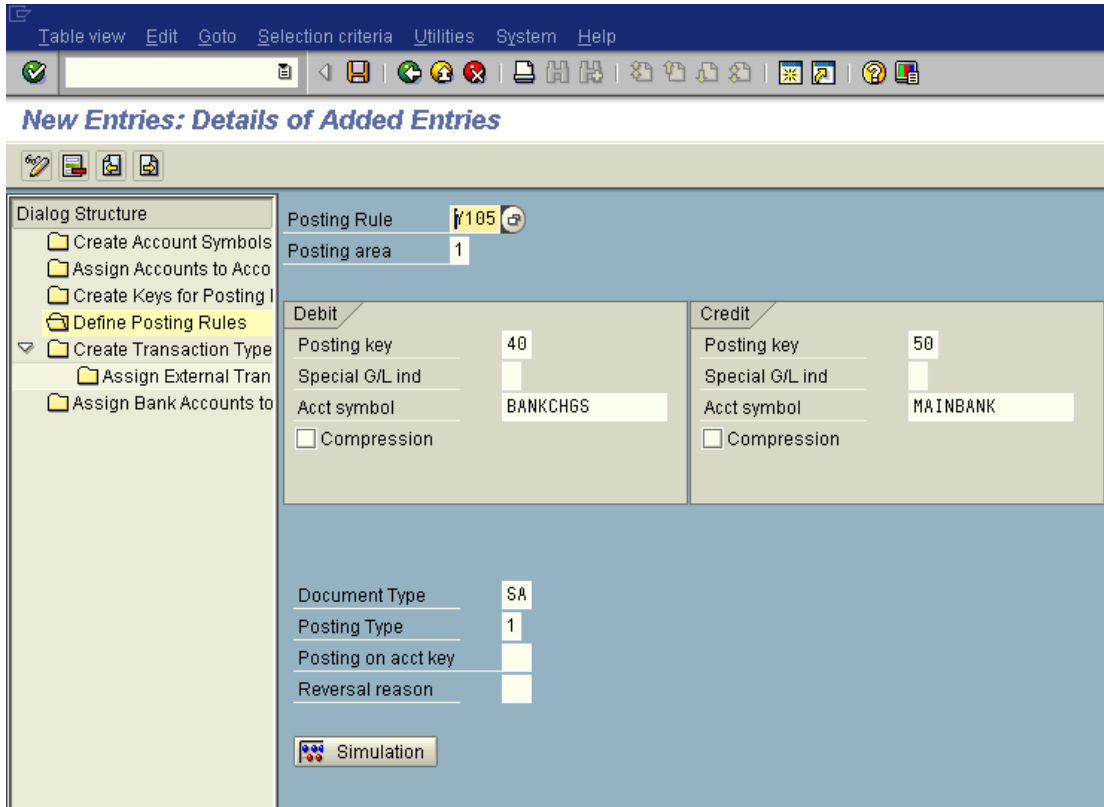 Table view Edit Goto Selection criteria Utilities System Help
New Entries: Details of Added Entries
Dialog Structure
Create Account Symbols
Assign Accounts to Acco
Create Keys for Posting
Define Posting Rules
Create Transaction Type
Assign External Tran
Assign Bank Accounts to
Posting Rule Y105
Posting area 1
Debit
Posting key 40
Special G/L ind
Acct symbol BANKCHGS
Compression
Credit
Posting key 50
Special G/L ind
Acct symbol MAINBANK
Compression
Document Type SA
Posting Type 1
Posting on acct key
Reversal reason
Simulation